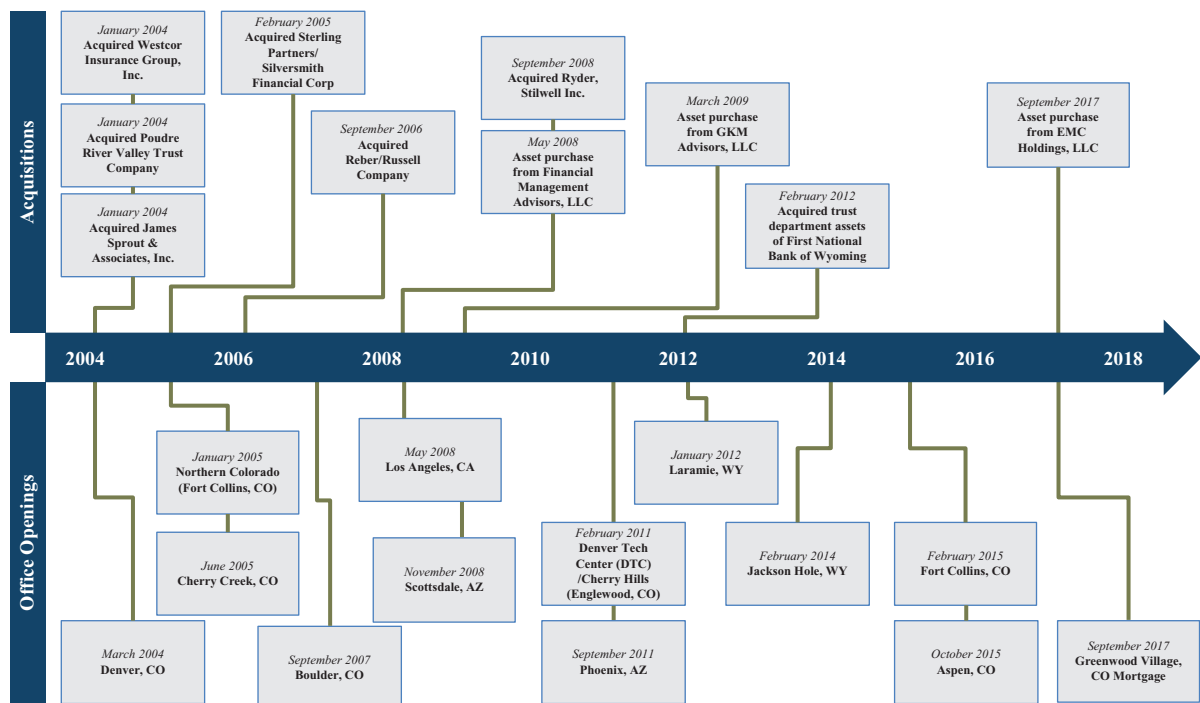 Acquisitions
January 2004
Acquired Westcor
Insurance Group,
Inc.
January 2004
Acquired Poudre
River Valley Trust
Company
January 2004
Acquired James
Sprout &
Associates, Inc.
February 2005
Acquired Sterling
Partners/
Silversmith
Financial Corp
September 2006
Acquired
Reber/Russell
Company
September 2008
Acquired Ryder,
Stilwell Inc.
May 2008
Asset purchase
from Financial
Management
Advisors, LLC
March 2009
Asset purchase
from GKM
Advisors, LLC
February 2012
Acquired trust
department assets
of First National
Bank of Wyoming
September 2017
Asset purchase
from EMC
Holdings, LLC
2004 2006 2008 2010 2012 2014 2016 2018
Office Openings
March 2004
Denver, CO
January 2005
Northern Colorado
(Fort Collins, CO)
June 2005
Cherry Creek, CO
September 2007
Boulder, CO
May 2008
Los Angeles, CA
November 2008
Scottsdale, AZ
February 2011
Denver Tech
Center (DTC)
/Cherry Hills
(Englewood, CO)
September 2011
Phoenix, AZ
January 2012
Laramie, WY
February 2014
Jackson Hole, WY
February 2015
Fort Collins, CO
October 2015
Aspen, CO
September 2017
Greenwood Village,
CO Mortgage